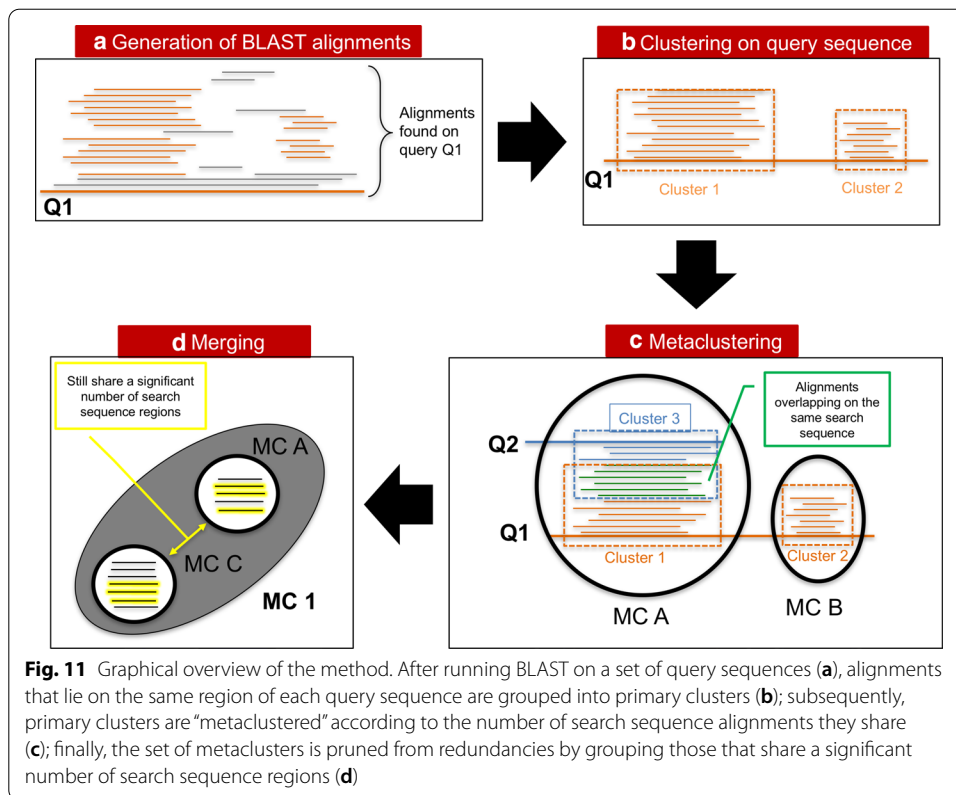 a Generation of BLAST alignments
Alignments
found on
query Q1
Q1
b Clustering on query sequence
Q1
Cluster 1
Cluster 2
c Metaclustering
Alignments
overlapping on the
same search
sequence
Cluster 3
Q2
Q1
Cluster 1
Cluster 2
MC A
MC B
d Merging
Still share a significant
number of search
sequence regions
MC A
MC C
MC 1
Fig. 11 Graphical overview of the method. After running BLAST on a set of query sequences (a), alignments
that lie on the same region of each query sequence are grouped into primary clusters (b); subsequently,
primary clusters are “metaclustered” according to the number of search sequence alignments they share
(c); finally, the set of metaclusters is pruned from redundancies by grouping those that share a significant
number of search sequence regions (d)